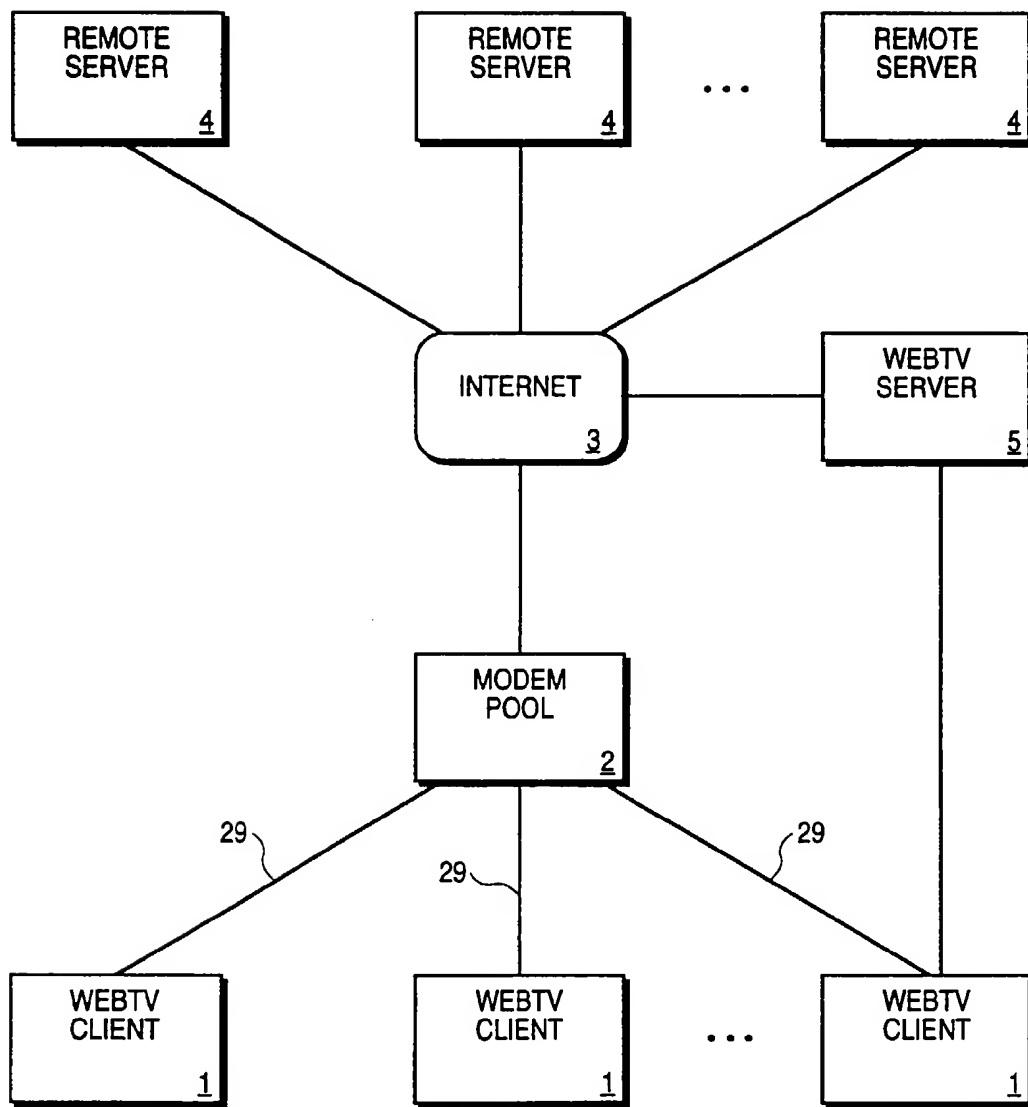 REMOTE
SERVER
4
REMOTE
SERVER
4
...
REMOTE
SERVER
4
INTERNET
3
WEBTV
SERVER
5
MODEM
POOL
2
29
29
29
WEBTV
CLIENT
1
WEBTV
CLIENT
1
...
WEBTV
CLIENT
1